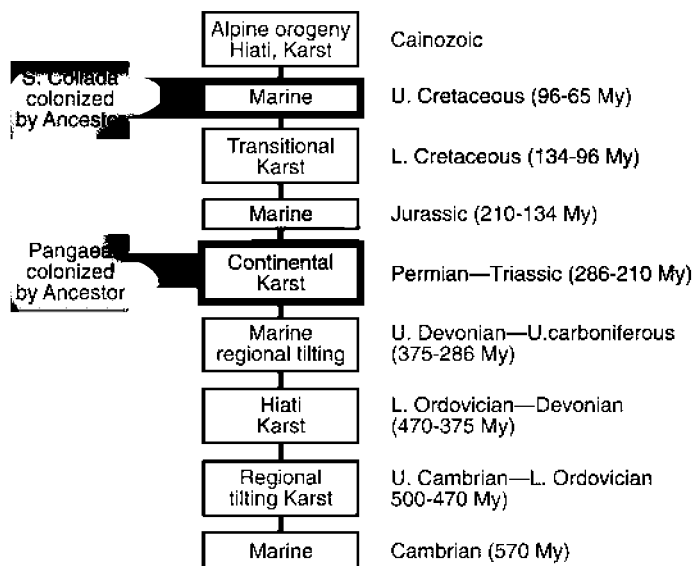 Alpine orogeny
Hiati, Karst
Cainozoic
S. Collada
colonized
by Ancestor
Marine
U. Cretaceous (96-65 My)
Transitional
Karst
L. Cretaceous (134-96 My)
Marine
Jurassic (210-134 My)
Pangaea
colonized
by Ancestor
Continental
Karst
Permian—Triassic (286-210 My)
Marine
regional tilting
U. Devonian—U.carboniferous
(375-286 My)
Hiati
Karst
L. Ordovician—Devonian
(470-375 My)
Regional
tilting Karst
U. Cambrian—L. Ordovician
500-470 My)
Marine
Cambrian (570 My)